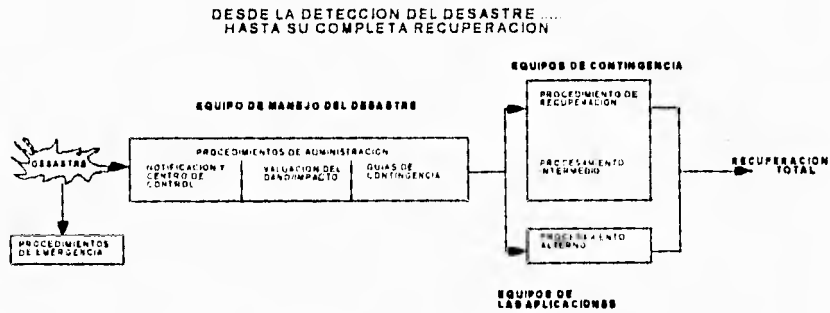 DESDE LA DETECCION DEL DESASTRE .....
HASTA SU COMPLETA RECUPERACION
EQUIPOS DE CONTINGENCIA
PROCEDIMIENTO DE
RECUPERACION
EQUIPO DE MANEJO DEL DESASTRE
PROCEDIMIENTOS DE ADMINISTRACION
DESASTRE
NOTIFICACION Y
CENTRO DE
CONTROL
VALUACION DEL
DANO/IMPACTO
GUIAS DE
CONTINGENCIA
PROCESAMIENTO
INTERMEDIO
RECUPERACION
TOTAL
PROCEDIMIENTOS
DE EMERGENCIA
PROCESAMIENTO
ALTERNO
EQUIPOS DE
LAS APLICACIONES